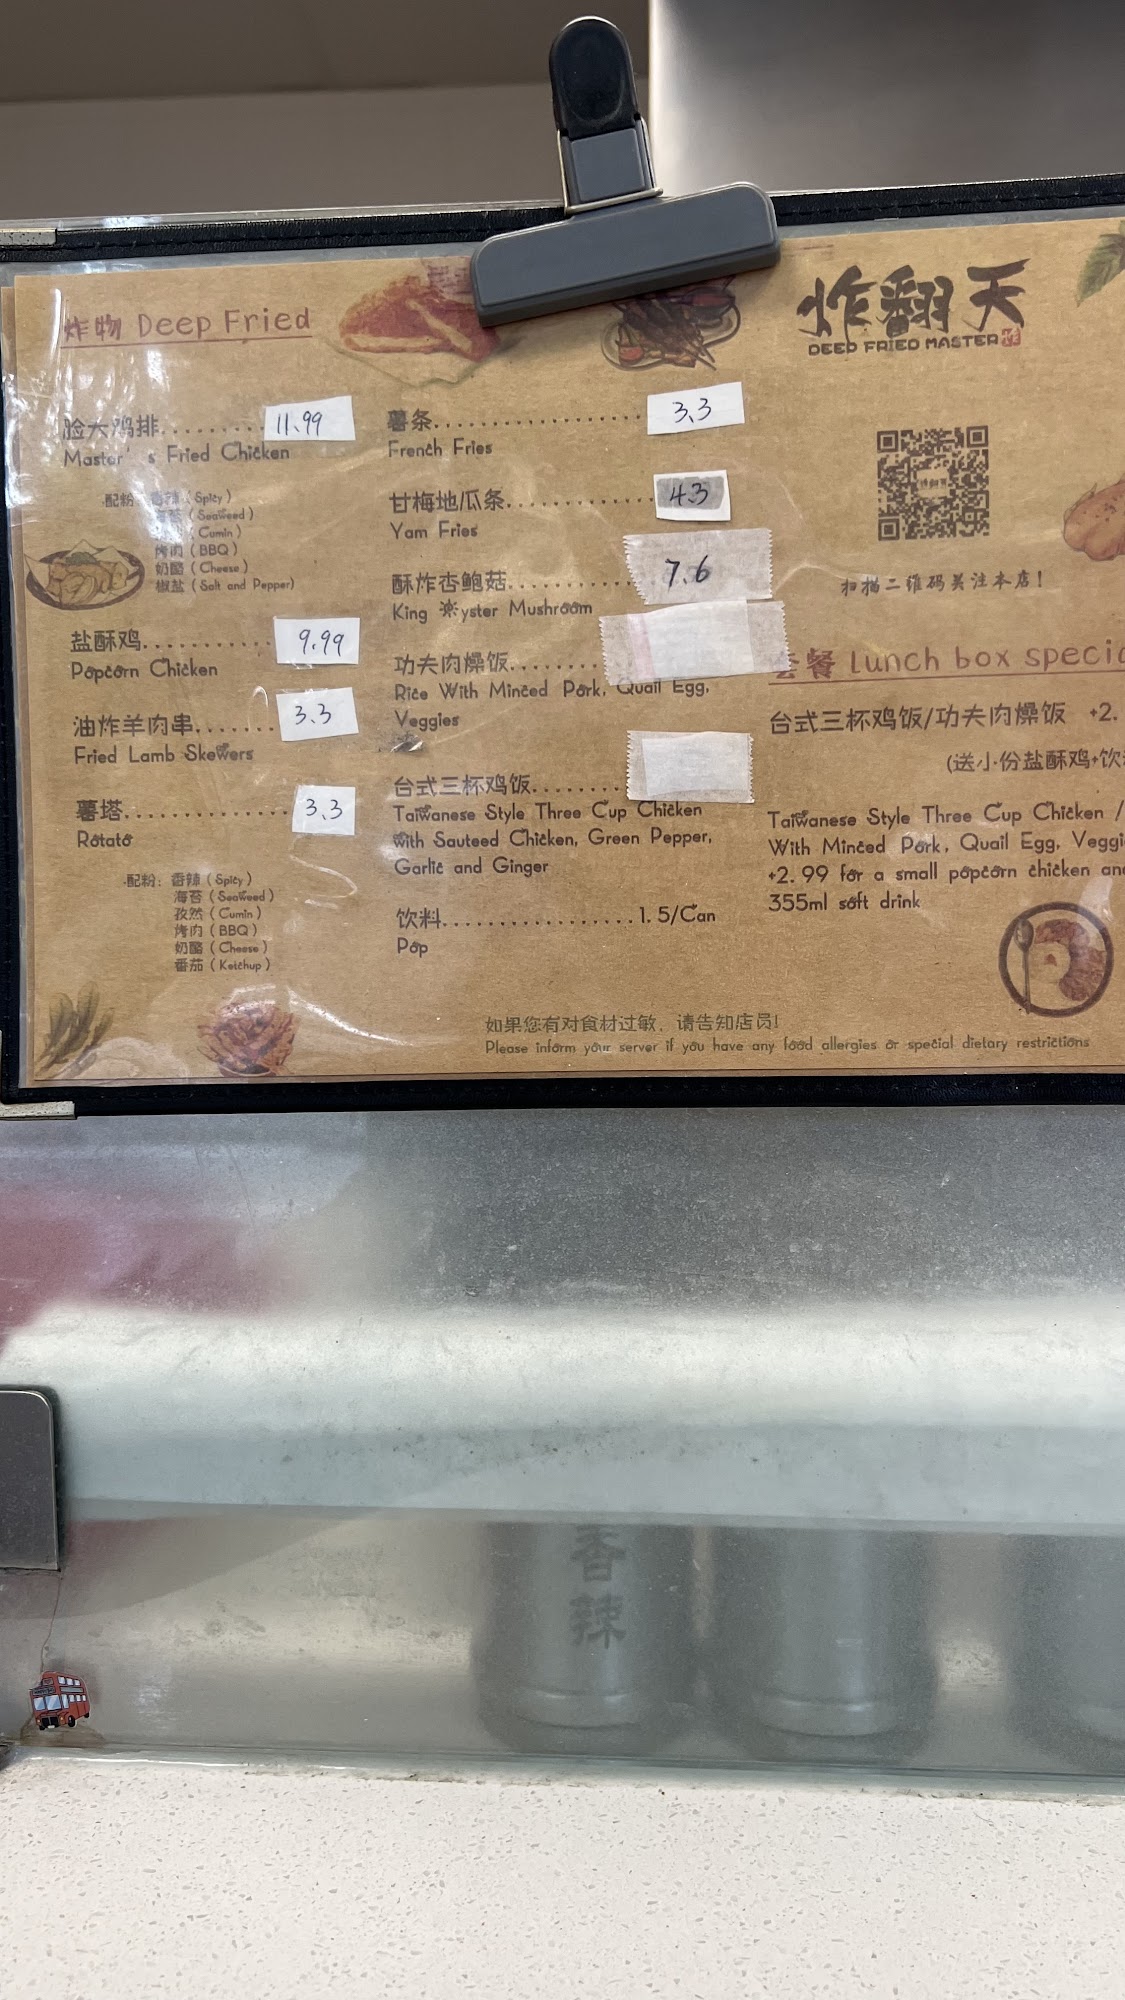 炸物 Deep Fried
脸大鸡排.......... 11.99
Master's Fried Chicken
配粉: 香辣 (Spicy)
海苔 (Seaweed)
(Cumin)
烤肉 (BBQ)
奶酪 (Cheese)
椒盐 (Salt and Pepper)
盐酥鸡............ 9.99
Popcorn Chicken
油炸羊肉串....... 3.3
Fried Lamb Skewers
薯塔............... 3.3
Rotato
配粉: 香辣 (Spicy)
海苔 (Seaweed)
孜然 (Cumin)
烤肉 (BBQ)
奶酪 (Cheese)
番茄 (Ketchup)
薯条...................... 3.3
French Fries
甘梅地瓜条............... 4.3
Yam Fries
酥炸杏鲍菇............... 7.6
King Oyster Mushroom
功夫肉燥饭...........
Rice With Minced Pork, Quail Egg,
Veggies
台式三杯鸡饭...........
Taiwanese Style Three Cup Chicken
with Sauteed Chicken, Green Pepper,
Garlic and Ginger
饮料......................1.5/Can
Pop
炸翻天
DEEP FRIED MASTER 炸
扫描二维码关注本店!
套餐 Lunch box specia
台式三杯鸡饭/功夫肉燥饭 +2.
(送小份盐酥鸡+饮
Taiwanese Style Three Cup Chicken /
With Minced Pork, Quail Egg, Veggi
+2.99 for a small popcorn chicken an
355ml soft drink
如果您有对食材过敏，请告知店员!
Please inform your server if you have any food allergies or special dietary restrictions
香辣